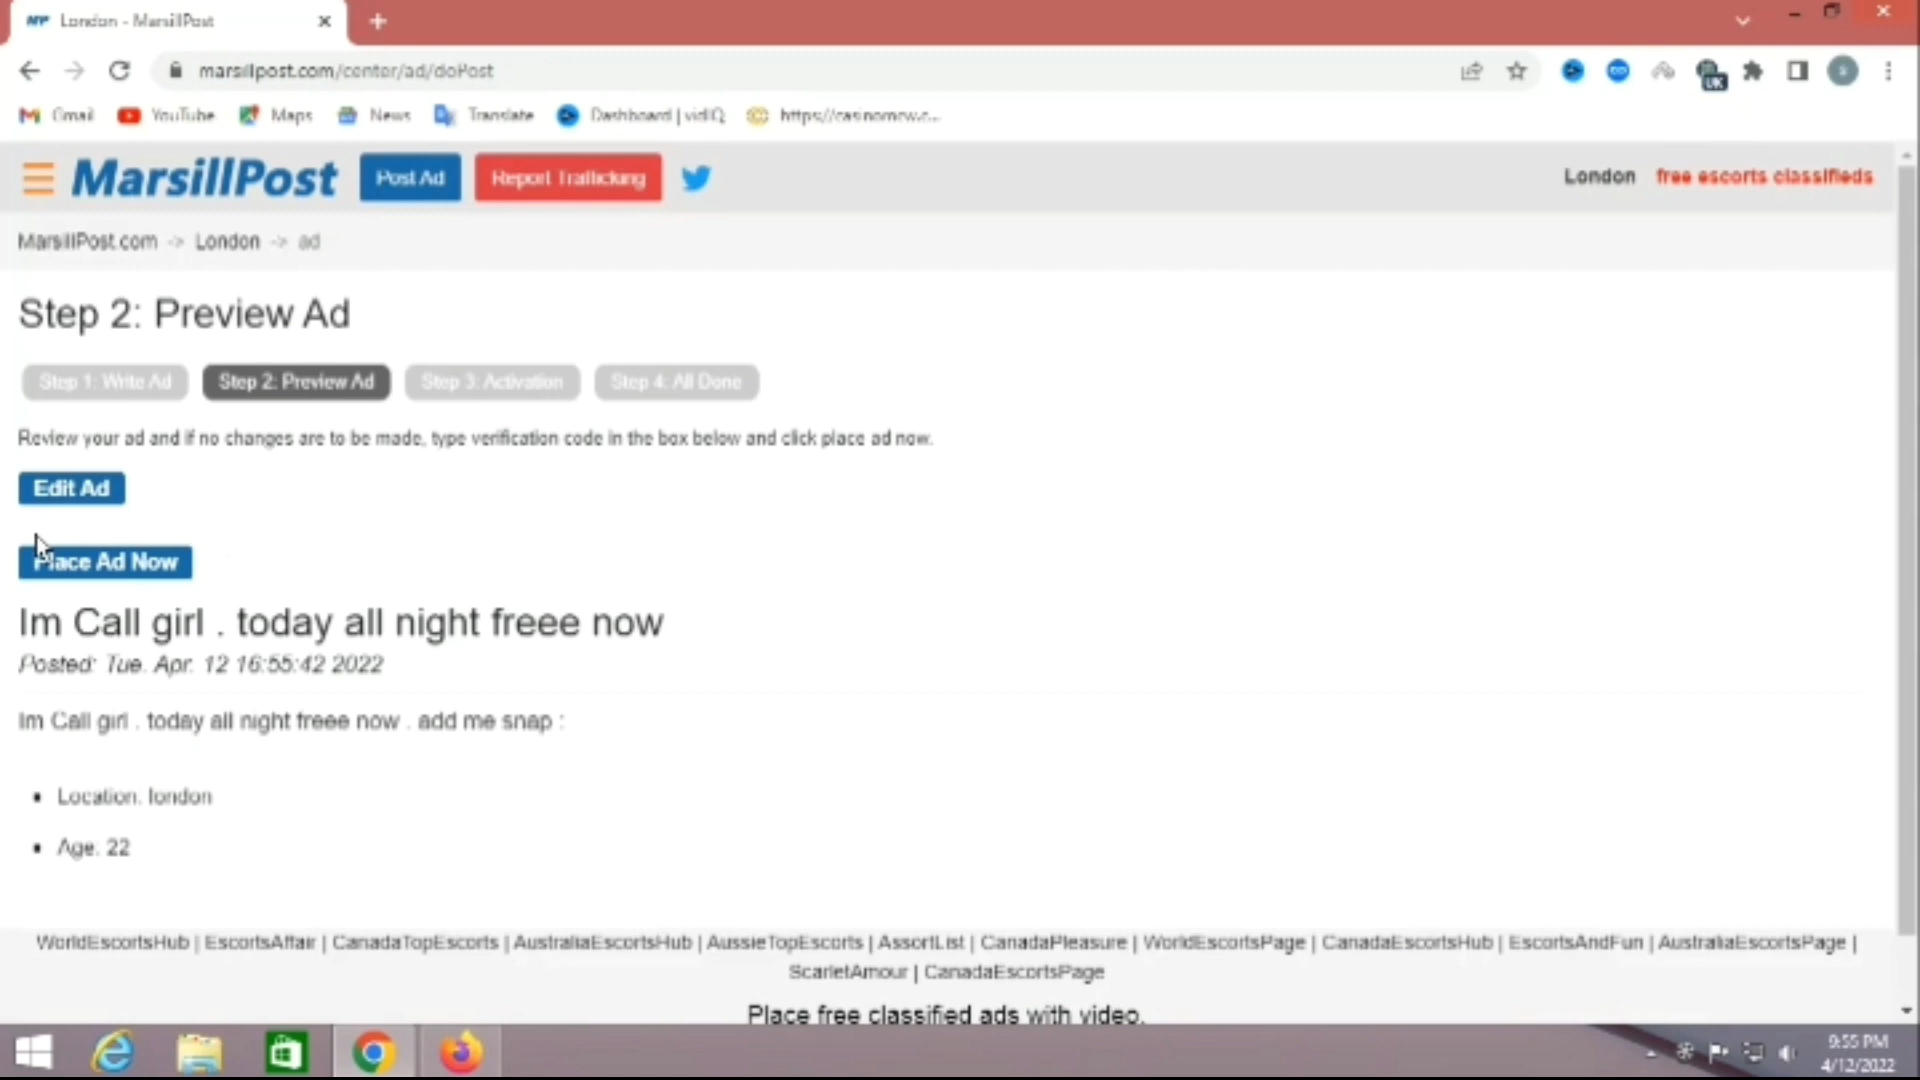 London - MarsillPost
marsillpost.com/center/ad/doPost
UK
Gmail YouTube Maps News Translate Dashboard | vidIQ https://casinomcw.c...
MarsillPost Post Ad Report Trafficking London free escorts classifieds
MarsillPost.com -> London -> ad
Step 2: Preview Ad
Step 1: Write Ad Step 2: Preview Ad Step 3: Activation Step 4: All Done
Review your ad and if no changes are to be made, type verification code in the box below and click place ad now.
Edit Ad
Place Ad Now
Im Call girl . today all night freee now
Posted: Tue. Apr. 12 16:55:42 2022
Im Call girl . today all night freee now . add me snap :
Location. london
Age. 22
WorldEscortsHub | EscortsAffair | CanadaTopEscorts | AustraliaEscortsHub | AussieTopEscorts | AssortList | CanadaPleasure | WorldEscortsPage | CanadaEscortsHub | EscortsAndFun | AustraliaEscortsPage |
ScarletAmour | CanadaEscortsPage
Place free classified ads with video.
9:55 PM
4/12/2022